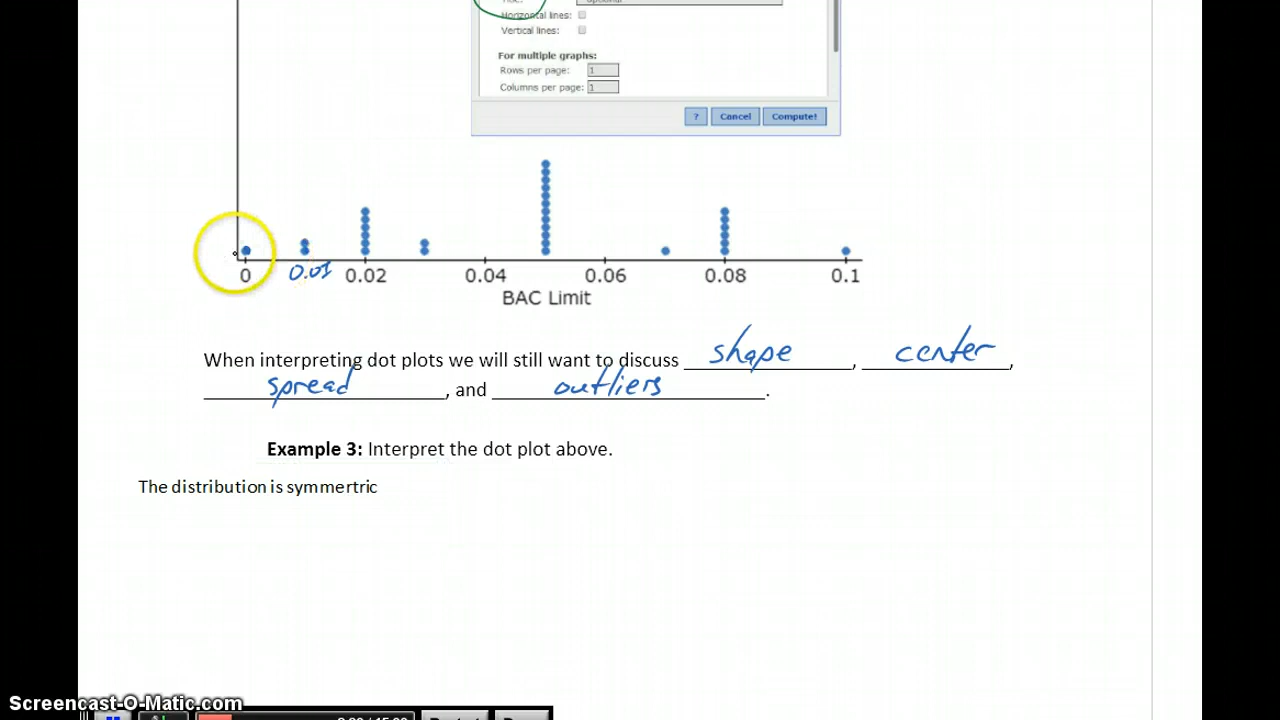 Horizontal lines:
Vertical lines:
For multiple graphs:
Rows per page: 1
Columns per page: 1
? Cancel Compute!
0 0.01 0.02 0.04 0.06 0.08 0.1
BAC Limit
When interpreting dot plots we will still want to discuss shape, center,
spread, and outliers.
Example 3: Interpret the dot plot above.
The distribution is symmertric
Screencast-O-Matic.com